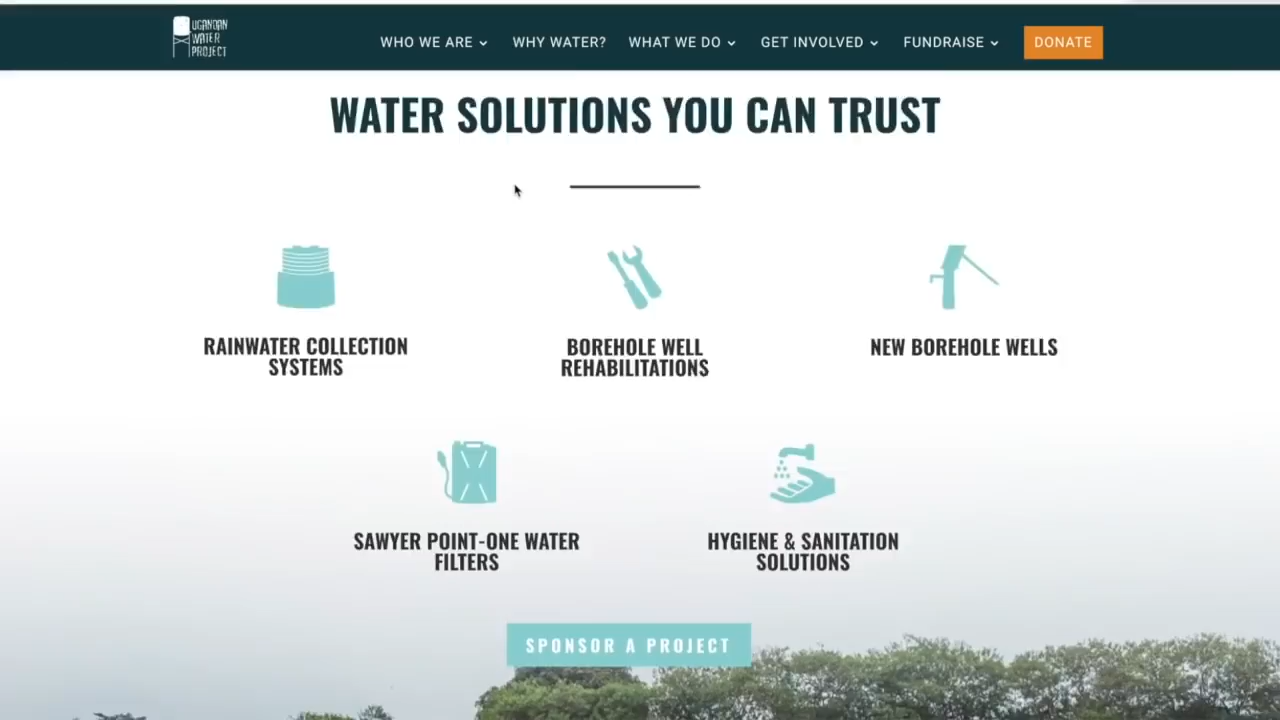 UGANDAN
WATER
PROJECT
WHO WE ARE
WHY WATER?
WHAT WE DO
GET INVOLVED
FUNDRAISE
DONATE
WATER SOLUTIONS YOU CAN TRUST
RAINWATER COLLECTION
SYSTEMS
BOREHOLE WELL
REHABILITATIONS
NEW BOREHOLE WELLS
SAWYER POINT-ONE WATER
FILTERS
HYGIENE & SANITATION
SOLUTIONS
SPONSOR A PROJECT